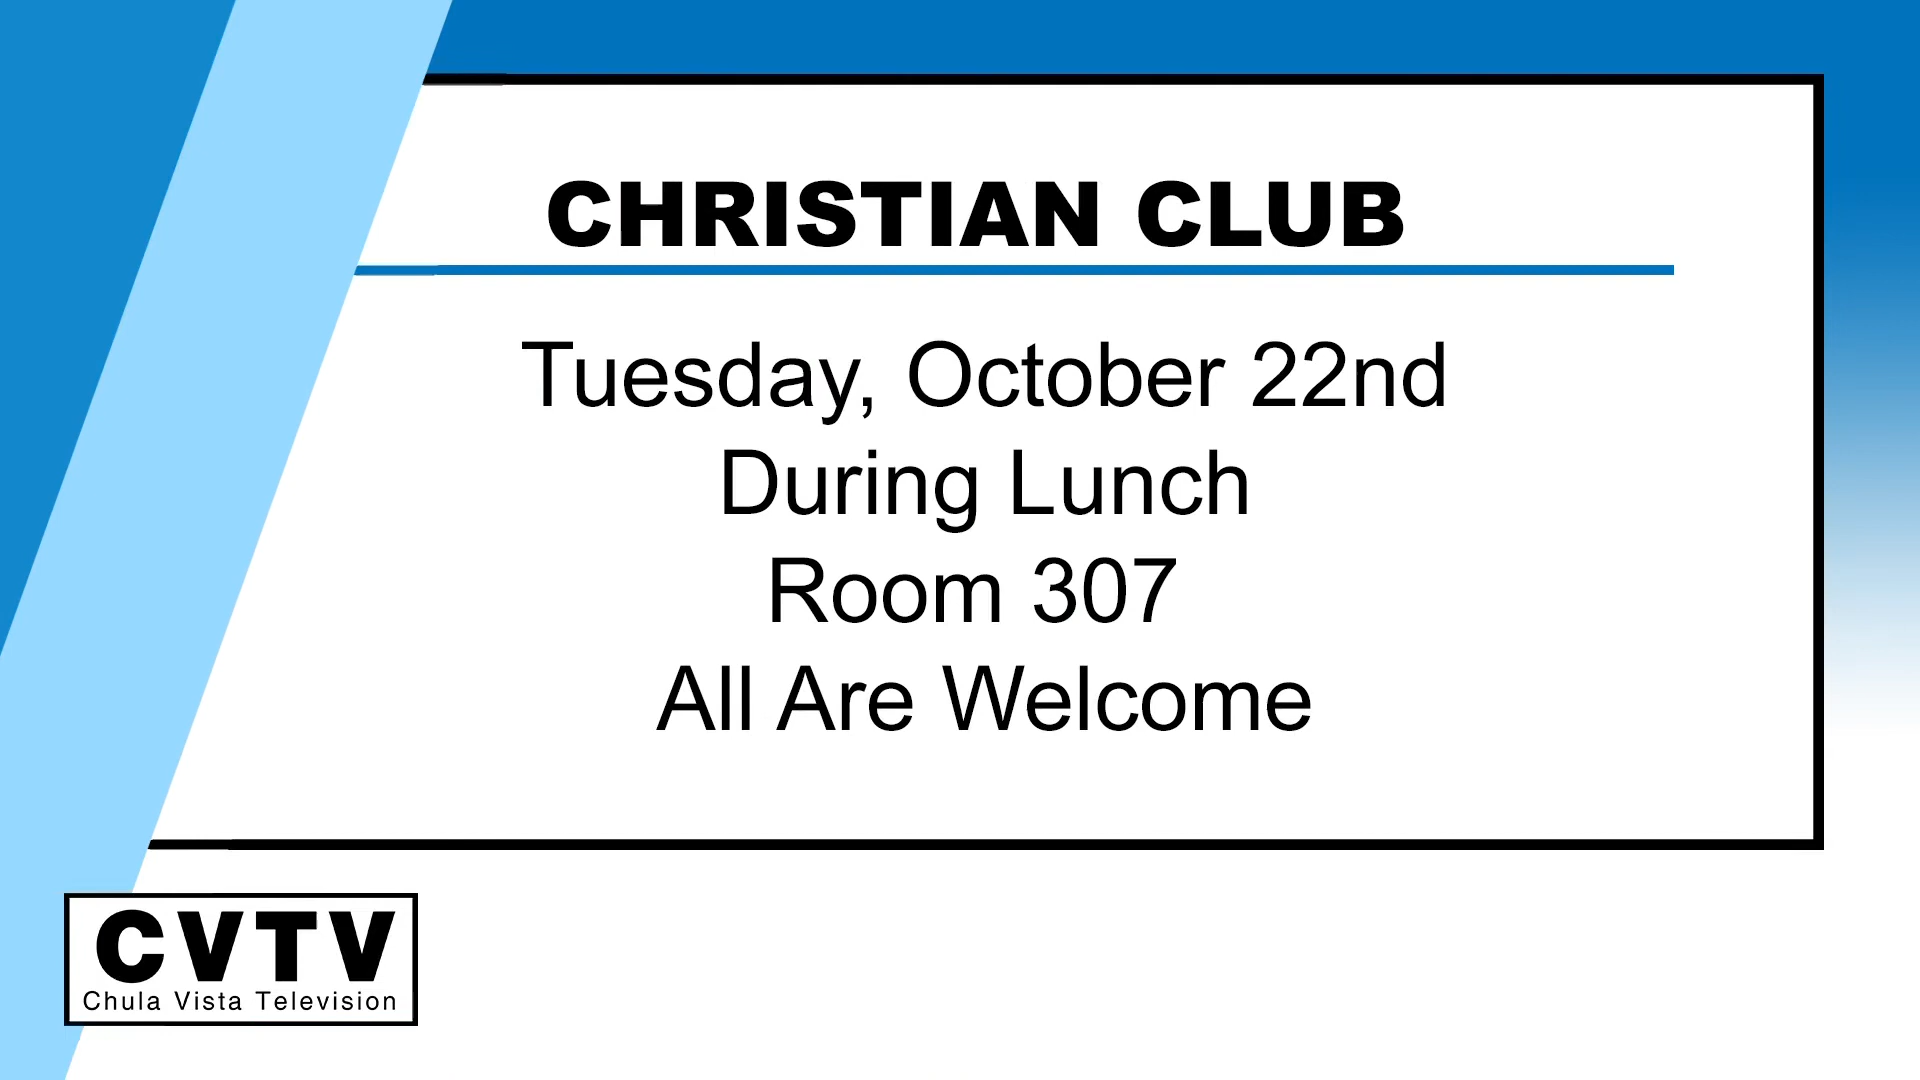 CHRISTIAN CLUB
Tuesday, October 22nd
During Lunch
Room 307
All Are Welcome
CVTV
Chula Vista Television